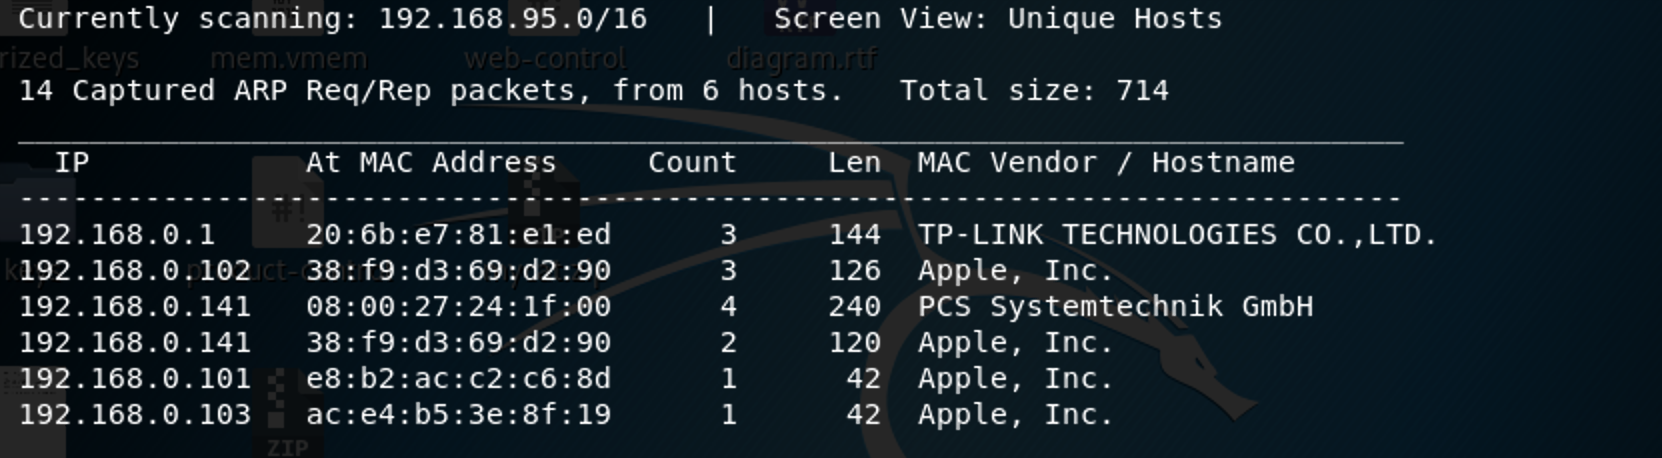 Currently scanning: 192.168.95.0/16   |   Screen View: Unique Hosts
rized_keys mem.vmem web-control diagram.rtf
14 Captured ARP Req/Rep packets, from 6 hosts.   Total size: 714
_____________________________________________________________________________
  IP            At MAC Address     Count     Len  MAC Vendor / Hostname
-----------------------------------------------------------------------------
192.168.0.1     20:6b:e7:81:e1:ed      3     144  TP-LINK TECHNOLOGIES CO.,LTD.
192.168.0.102   38:f9:d3:69:d2:90      3     126  Apple, Inc.
192.168.0.141   08:00:27:24:1f:00      4     240  PCS Systemtechnik GmbH
192.168.0.141   38:f9:d3:69:d2:90      2     120  Apple, Inc.
192.168.0.101   e8:b2:ac:c2:c6:8d      1      42  Apple, Inc.
192.168.0.103   ac:e4:b5:3e:8f:19      1      42  Apple, Inc.
ZIP